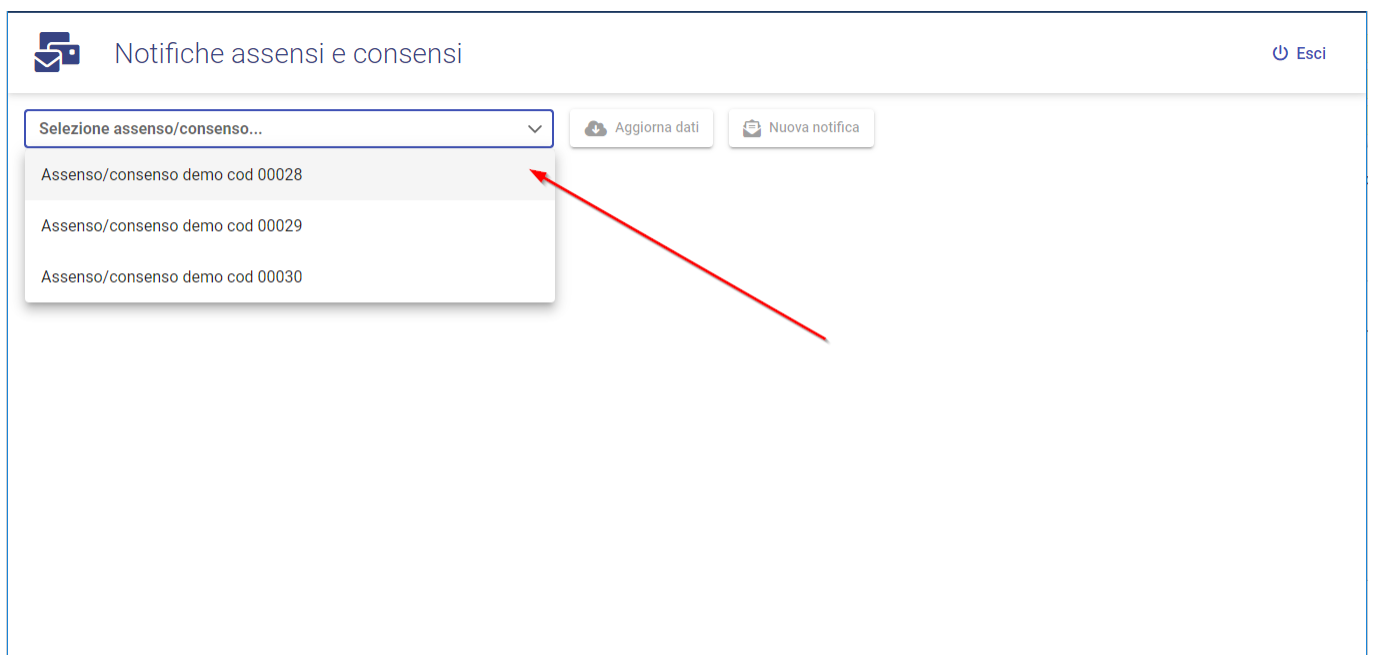 Notifiche assensi e consensi
Esci
Selezione assenso/consenso...
Aggiorna dati
Nuova notifica
Assenso/consenso demo cod 00028
Assenso/consenso demo cod 00029
Assenso/consenso demo cod 00030